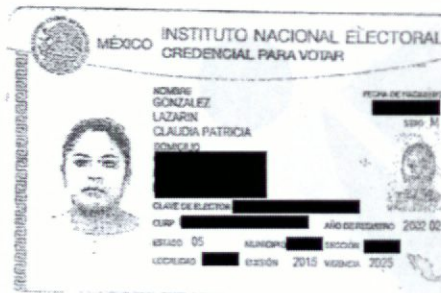 MÉXICO
INSTITUTO NACIONAL ELECTORAL
CREDENCIAL PARA VOTAR
NOMBRE
GONZALEZ
LAZARIN
CLAUDIA PATRICIA
DOMICILIO
FECHA DE NACIMIENTO
SEXO M
CLAVE DE ELECTOR
CURP
AÑO DE REGISTRO 2002 02
ESTADO 05 MUNICIPIO SECCIÓN
LOCALIDAD EMISIÓN 2015 VIGENCIA 2025